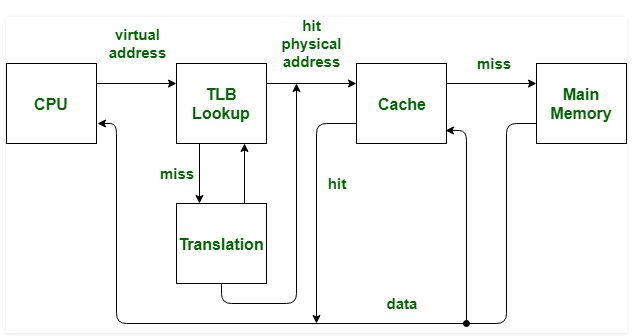 virtual
address
hit
physical
address
miss
CPU
TLB
Lookup
Cache
Main
Memory
miss
hit
Translation
data